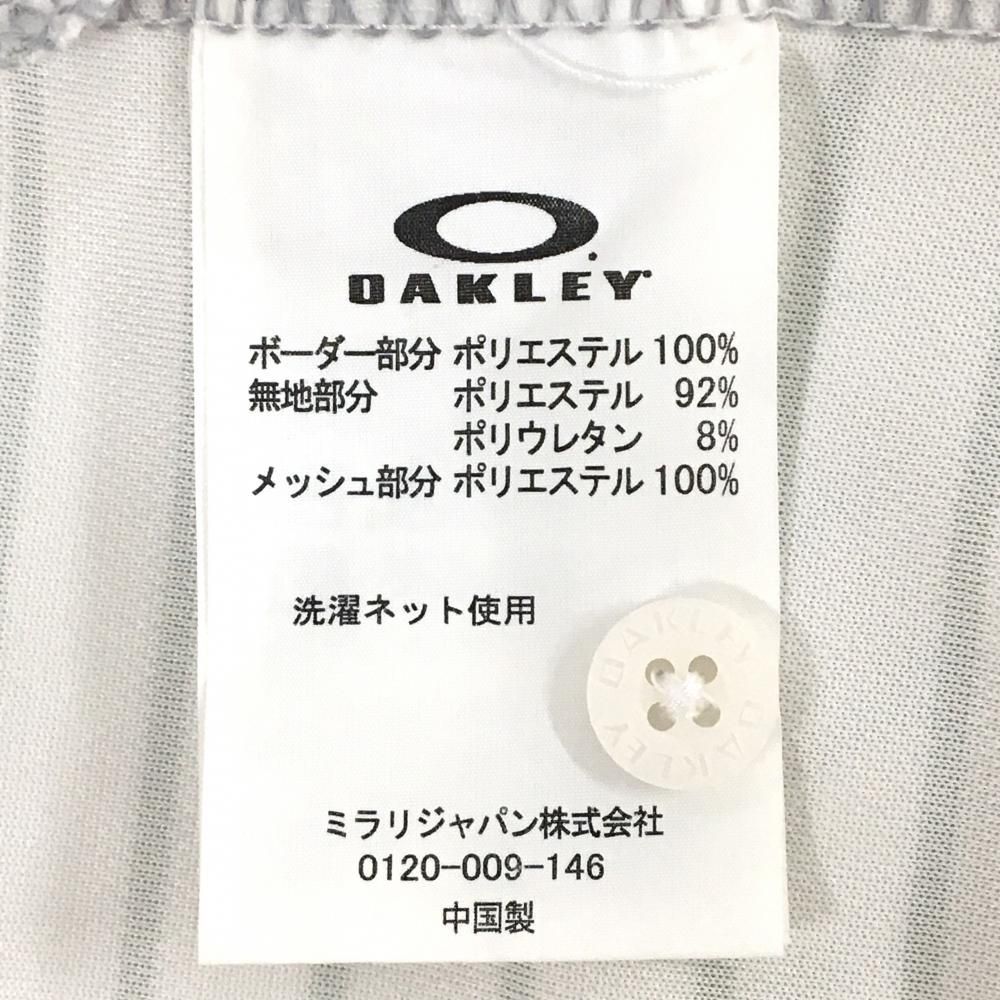 OAKLEY
ボーダー部分 ポリエステル 100%
無地部分 ポリエステル 92%
ポリウレタン 8%
メッシュ部分 ポリエステル 100%
洗濯ネット使用
OAKLEY OAKLEY
ミラリジャパン株式会社
0120-009-146
中国製